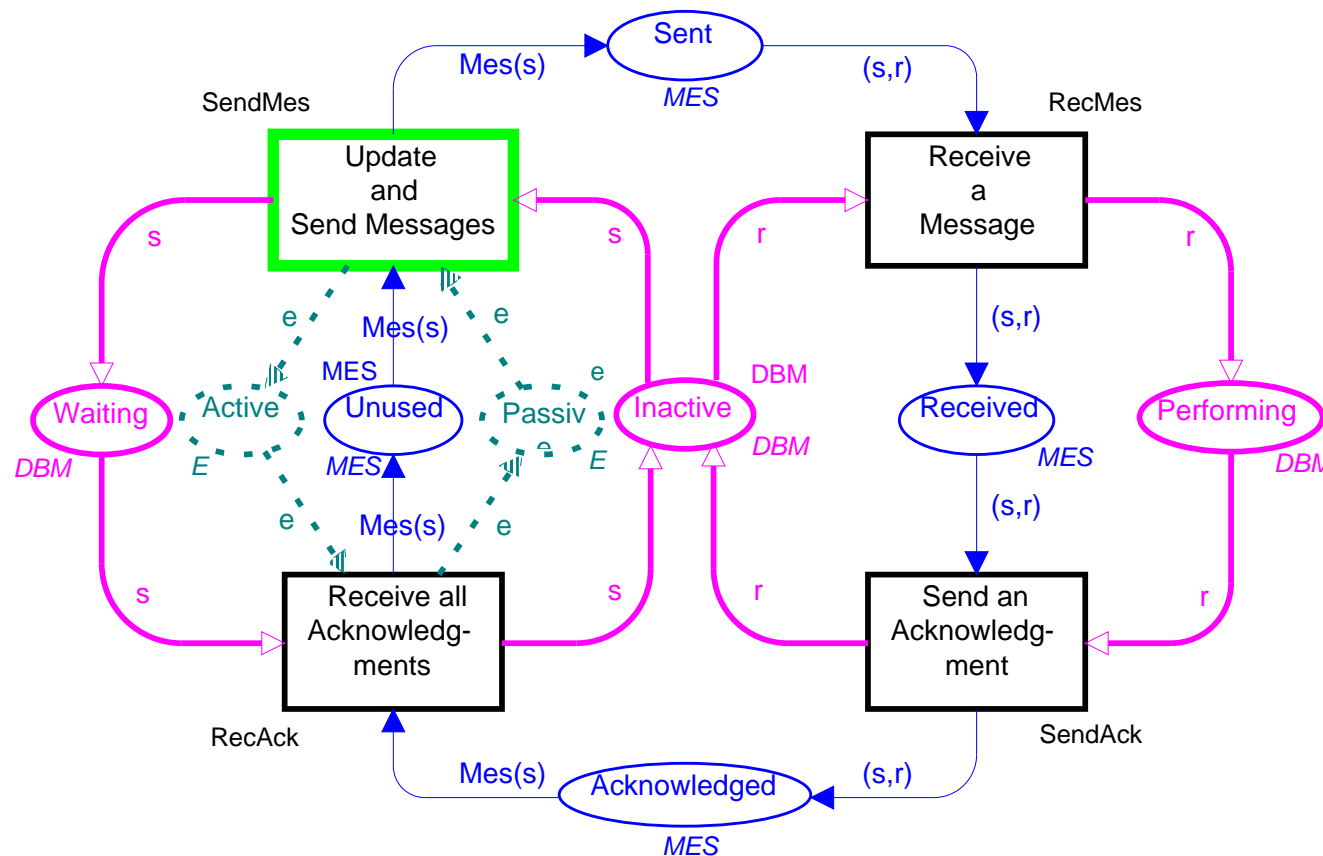 Sent
Mes(s)
(s,r)
MES
SendMes
RecMes
Update
and
Send Messages
Receive
a
Message
s
s
r
r
e
e
Mes(s)
(s,r)
MES
e
DBM
Waiting
Active
Unused
Passiv
e
Inactive
Received
Performing
DBM
E
MES
E
DBM
MES
DBM
e
Mes(s)
e
(s,r)
s
s
r
r
Receive all
Acknowledg-
ments
Send an
Acknowledg-
ment
RecAck
SendAck
Mes(s)
Acknowledged
(s,r)
MES